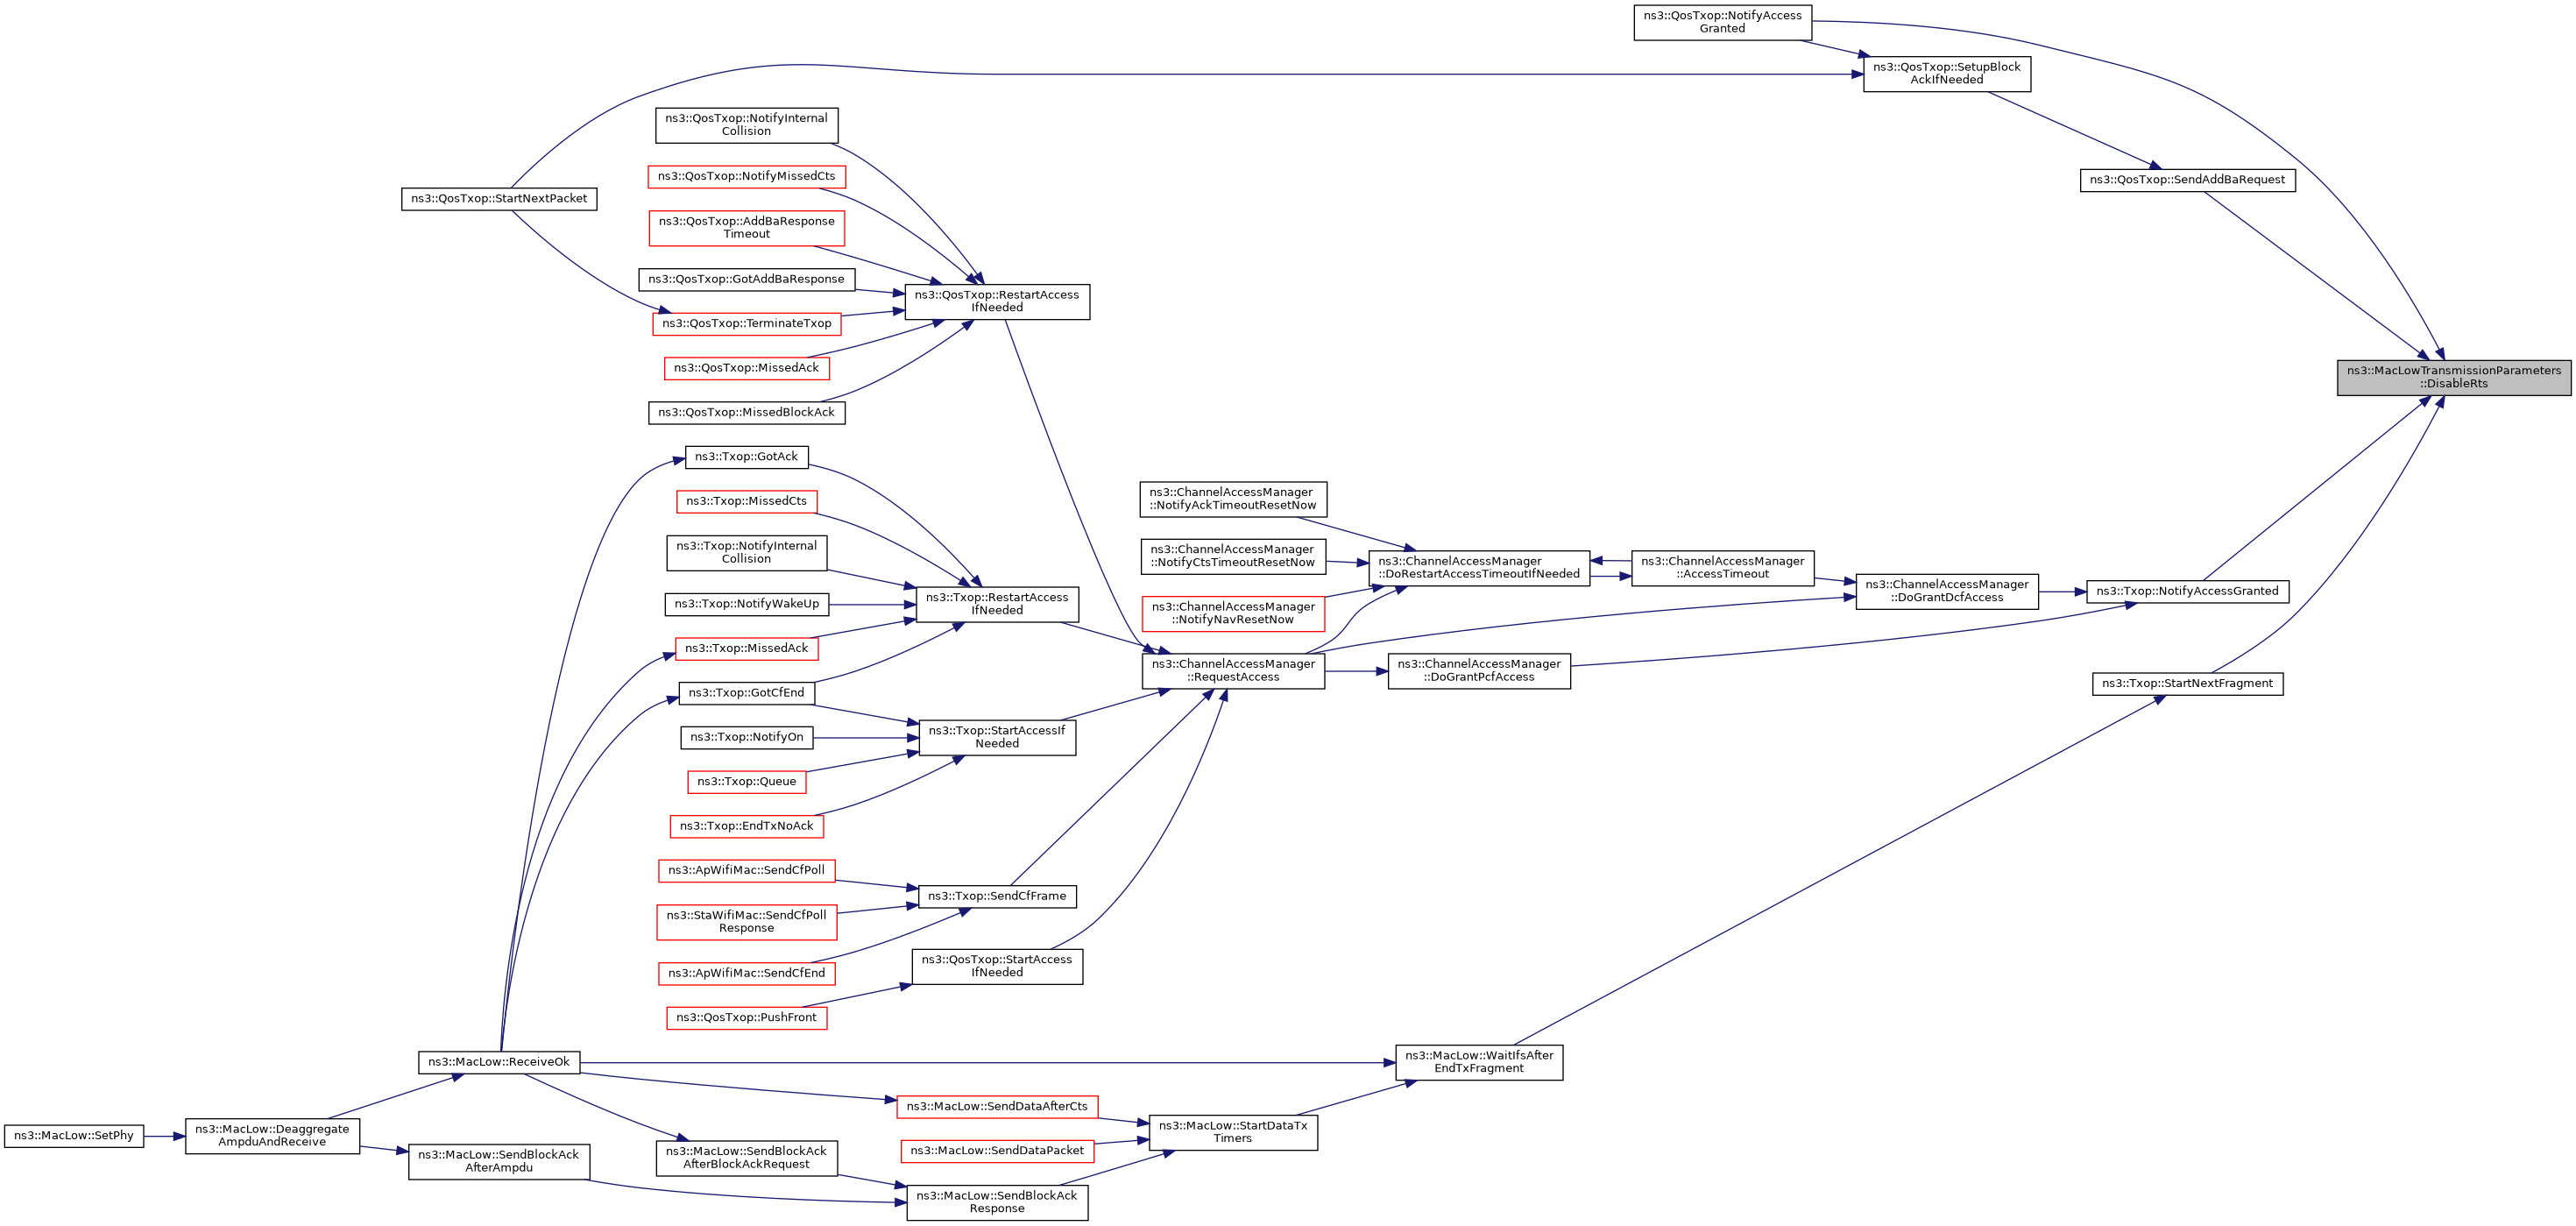 ns3::QosTxop::NotifyAccess
Granted
ns3::QosTxop::SetupBlock
AckIfNeeded
ns3::QosTxop::NotifyInternal
Collision
ns3::QosTxop::NotifyMissedCts
ns3::QosTxop::SendAddBaRequest
ns3::QosTxop::StartNextPacket
ns3::QosTxop::AddBaResponse
Timeout
ns3::QosTxop::GotAddBaResponse
ns3::QosTxop::RestartAccess
IfNeeded
ns3::QosTxop::TerminateTxop
ns3::QosTxop::MissedAck
ns3::MacLowTransmissionParameters
::DisableRts
ns3::QosTxop::MissedBlockAck
ns3::Txop::GotAck
ns3::Txop::MissedCts
ns3::ChannelAccessManager
::NotifyAckTimeoutResetNow
ns3::Txop::NotifyInternal
Collision
ns3::ChannelAccessManager
::NotifyCtsTimeoutResetNow
ns3::ChannelAccessManager
::DoRestartAccessTimeoutIfNeeded
ns3::ChannelAccessManager
::AccessTimeout
ns3::ChannelAccessManager
::DoGrantDcfAccess
ns3::Txop::NotifyAccessGranted
ns3::Txop::RestartAccess
IfNeeded
ns3::Txop::NotifyWakeUp
ns3::ChannelAccessManager
::NotifyNavResetNow
ns3::Txop::MissedAck
ns3::ChannelAccessManager
::RequestAccess
ns3::ChannelAccessManager
::DoGrantPcfAccess
ns3::Txop::StartNextFragment
ns3::Txop::GotCfEnd
ns3::Txop::NotifyOn
ns3::Txop::StartAccessIf
Needed
ns3::Txop::Queue
ns3::Txop::EndTxNoAck
ns3::ApWifiMac::SendCfPoll
ns3::Txop::SendCfFrame
ns3::StaWifiMac::SendCfPoll
Response
ns3::ApWifiMac::SendCfEnd
ns3::QosTxop::StartAccess
IfNeeded
ns3::QosTxop::PushFront
ns3::MacLow::ReceiveOk
ns3::MacLow::WaitIfsAfter
EndTxFragment
ns3::MacLow::SendDataAfterCts
ns3::MacLow::StartDataTx
Timers
ns3::MacLow::SetPhy
ns3::MacLow::Deaggregate
AmpduAndReceive
ns3::MacLow::SendBlockAck
AfterAmpdu
ns3::MacLow::SendBlockAck
AfterBlockAckRequest
ns3::MacLow::SendDataPacket
ns3::MacLow::SendBlockAck
Response